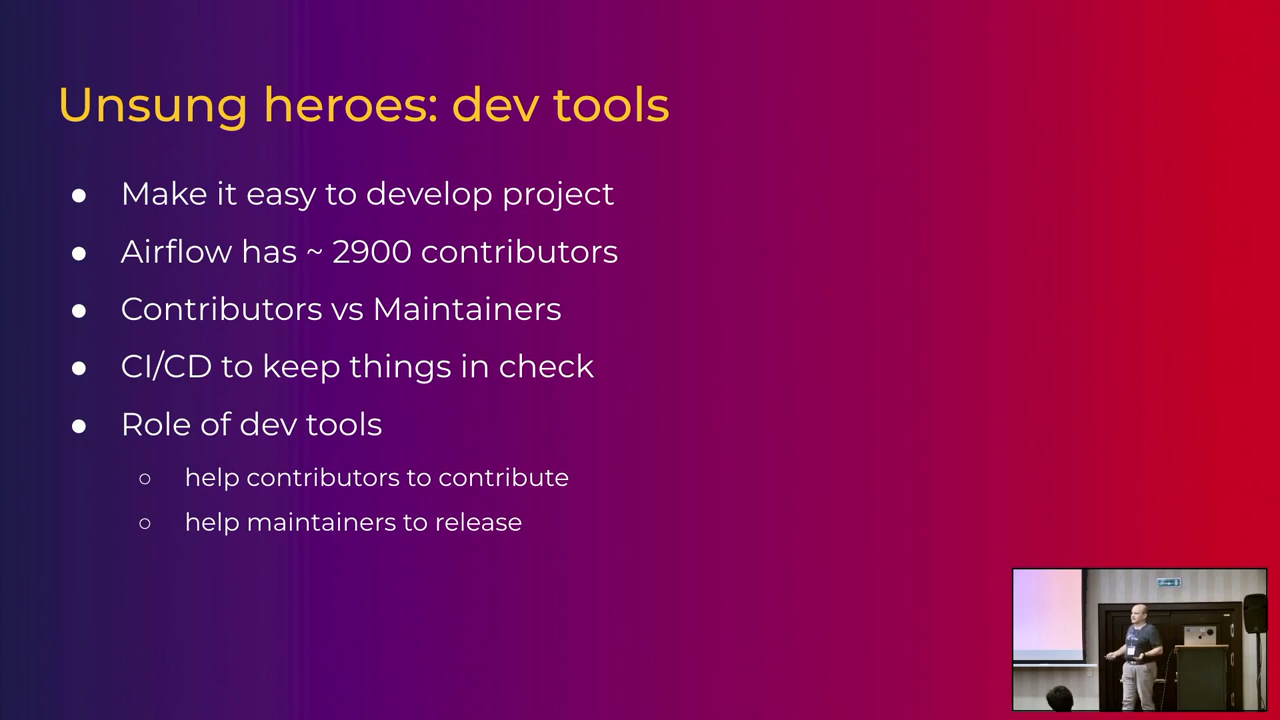 Unsung heroes: dev tools
● Make it easy to develop project
● Airflow has ~ 2900 contributors
● Contributors vs Maintainers
● CI/CD to keep things in check
● Role of dev tools
○ help contributors to contribute
○ help maintainers to release